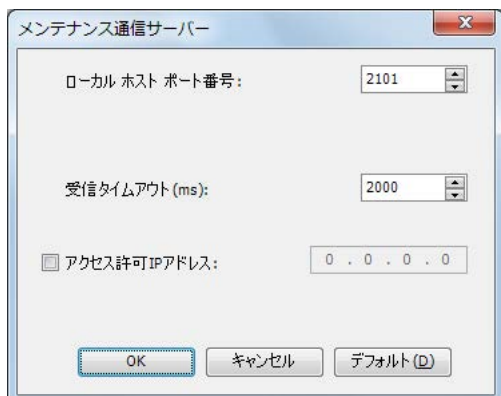 メンテナンス通信サーバー
ローカル ホスト ポート番号: 2101
受信タイムアウト(ms): 2000
アクセス許可IPアドレス: 0 . 0 . 0 . 0
OK キャンセル デフォルト(D)